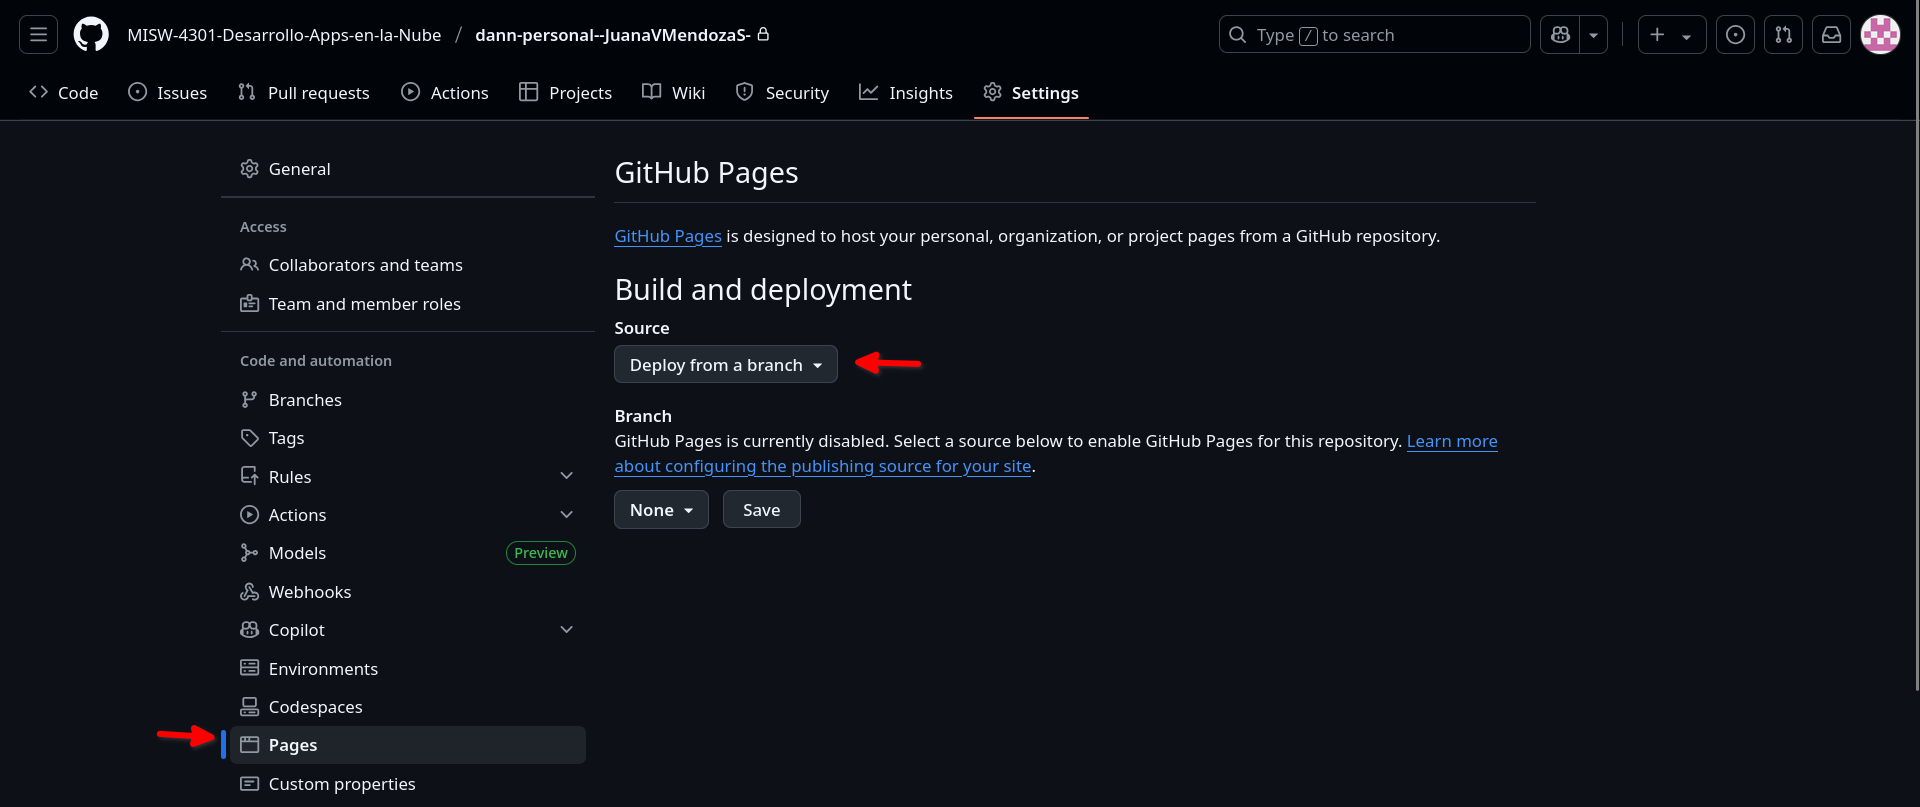 MISW-4301-Desarrollo-Apps-en-la-Nube / dann-personal--JuanaVMendozaS-
Type / to search
Code Issues Pull requests Actions Projects Wiki Security Insights Settings
General
Access
Collaborators and teams
Team and member roles
Code and automation
Branches
Tags
Rules
Actions
Models Preview
Webhooks
Copilot
Environments
Codespaces
Pages
Custom properties
GitHub Pages
GitHub Pages is designed to host your personal, organization, or project pages from a GitHub repository.
Build and deployment
Source
Deploy from a branch
Branch
GitHub Pages is currently disabled. Select a source below to enable GitHub Pages for this repository. Learn more
about configuring the publishing source for your site.
None Save